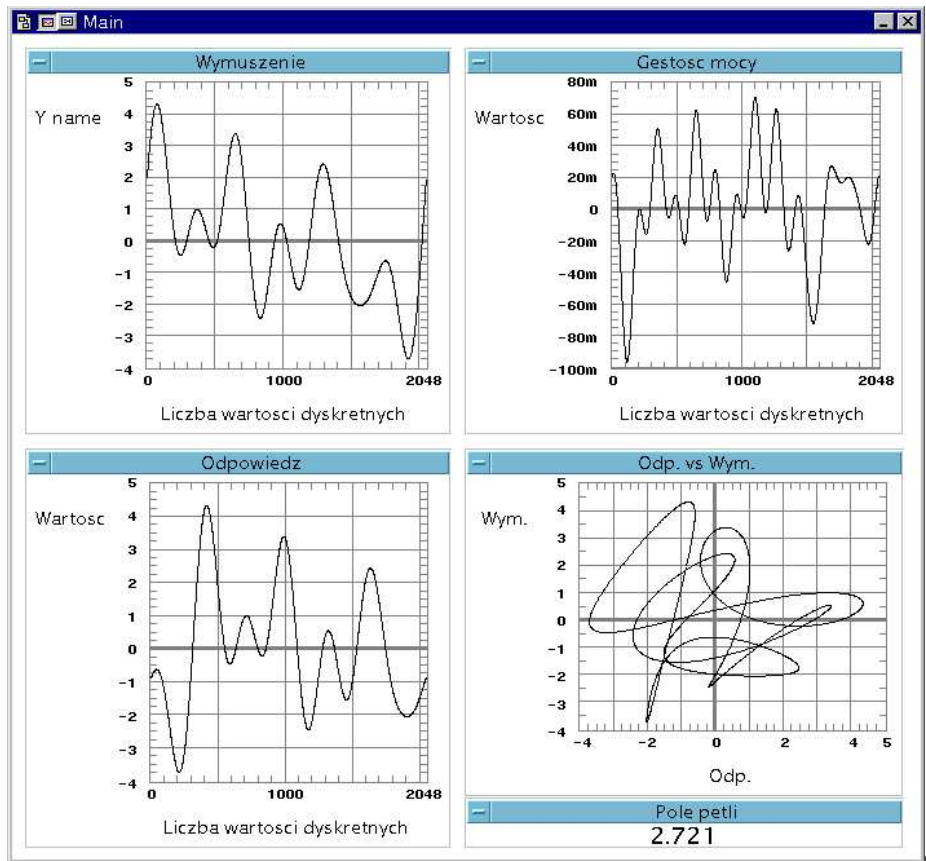 Main
Wymuszenie
Y name
5
4
3
2
1
0
-1
-2
-3
-4
0 1000 2048
Liczba wartosci dyskretnych
Gestosc mocy
Wartosc
80m
60m
40m
20m
0
-20m
-40m
-60m
-80m
-100m
0 1000 2048
Liczba wartosci dyskretnych
Odpowiedz
Wartosc
5
4
3
2
1
0
-1
-2
-3
-4
0 1000 2048
Liczba wartosci dyskretnych
Odp. vs Wym.
Wym.
5
4
3
2
1
0
-1
-2
-3
-4
-4 -2 0 2 4 5
Odp.
Pole petli
2.721